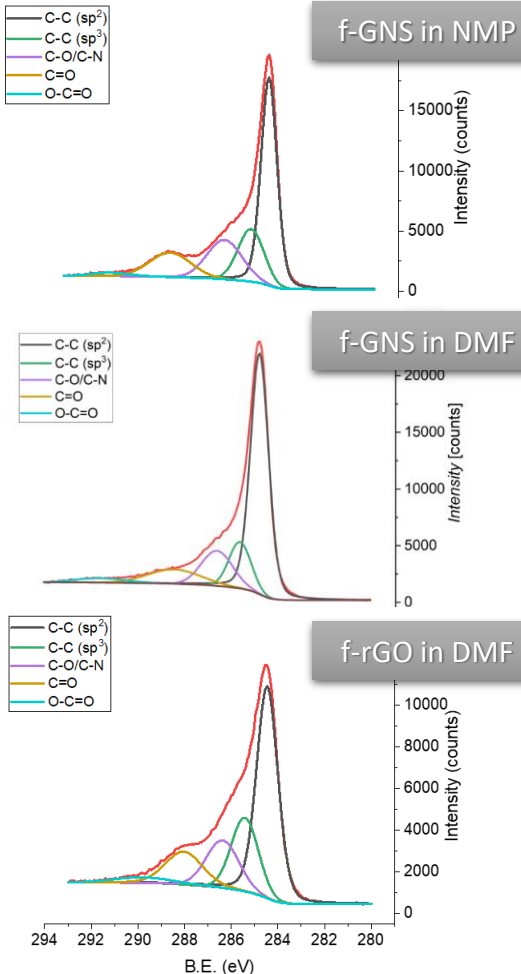 f-GNS in NMP
C-C (sp²)
C-C (sp³)
C-O/C-N
C=O
O-C=O
15000
10000
5000
0
Intensity (counts)
f-GNS in DMF
C-C (sp²)
C-C (sp³)
C-O/C-N
C=O
O-C=O
20000
15000
10000
5000
0
Intensity [counts]
f-rGO in DMF
C-C (sp²)
C-C (sp³)
C-O/C-N
C=O
O-C=O
10000
8000
6000
4000
2000
0
Intensity (counts)
294 292 290 288 286 284 282 280
B.E. (eV)